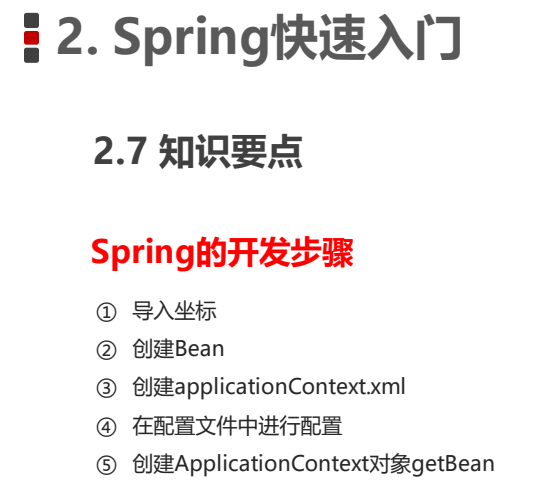 2. Spring快速入门
2.7 知识要点
Spring的开发步骤
① 导入坐标
② 创建Bean
③ 创建applicationContext.xml
④ 在配置文件中进行配置
⑤ 创建ApplicationContext对象getBean